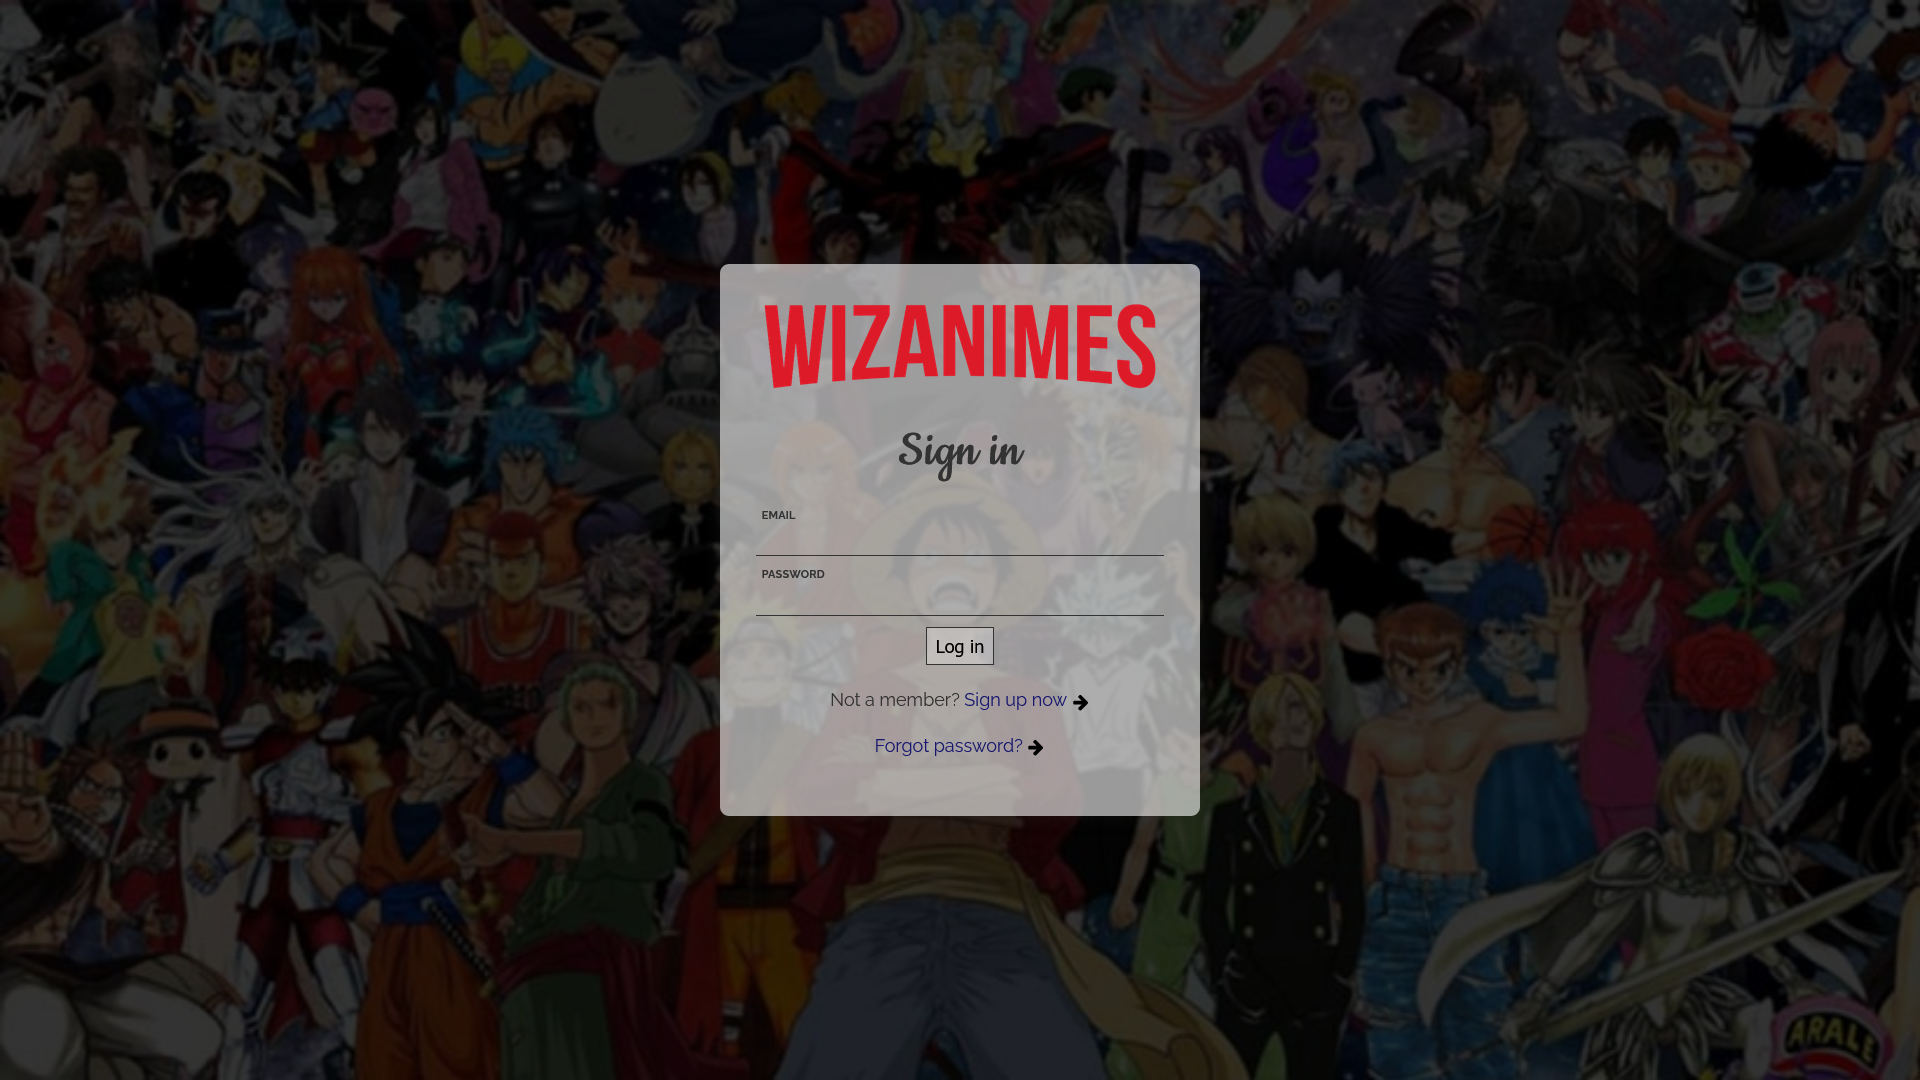 WIZANIMES
Sign in
EMAIL
PASSWORD
Log in
Not a member? Sign up now
Forgot password?
ARALE